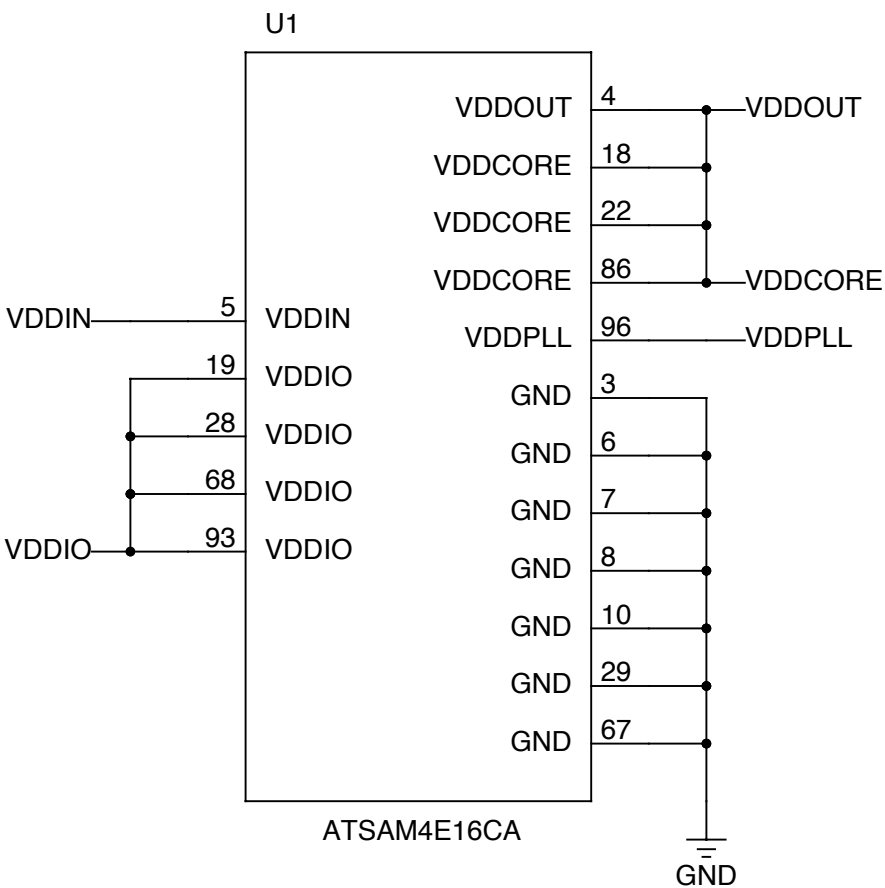 U1
VDDOUT 4 VDDOUT
VDDCORE 18
VDDCORE 22
VDDCORE 86 VDDCORE
VDDIN 5 VDDIN
VDDPLL 96 VDDPLL
19 VDDIO
GND 3
28 VDDIO
GND 6
68 VDDIO
GND 7
VDDIO 93 VDDIO
GND 8
GND 10
GND 29
GND 67
ATSAM4E16CA
GND